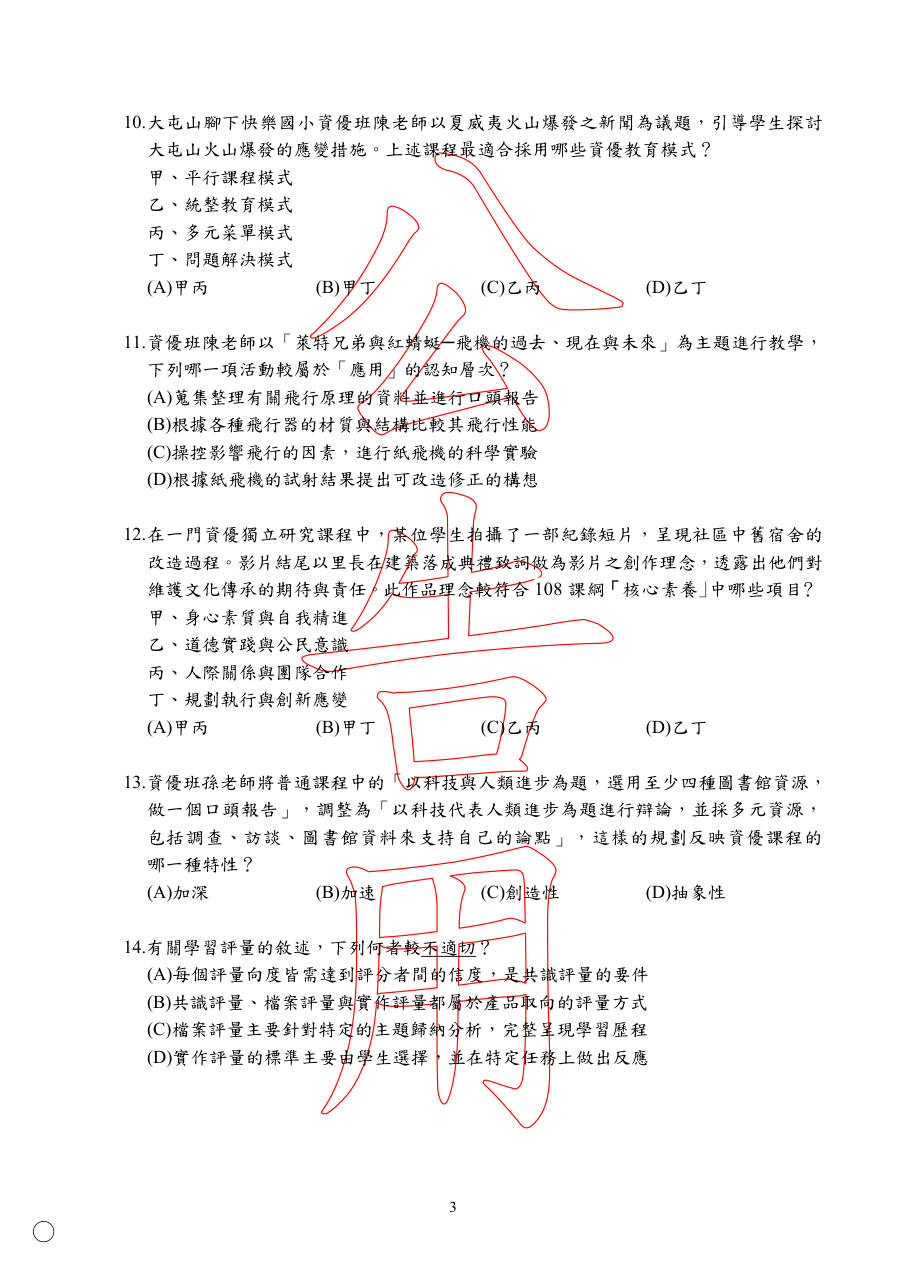 10.大屯山腳下快樂國小資優班陳老師以夏威夷火山爆發之新聞為議題，引導學生探討
大屯山火山爆發的應變措施。上述課程最適合採用哪些資優教育模式？
甲、平行課程模式
乙、統整教育模式
丙、多元菜單模式
丁、問題解決模式
(A)甲丙 (B)甲丁 (C)乙丙 (D)乙丁
11.資優班陳老師以「萊特兄弟與紅蜻蜓─飛機的過去、現在與未來」為主題進行教學，
下列哪一項活動較屬於「應用」的認知層次？
(A)蒐集整理有關飛行原理的資料並進行口頭報告
(B)根據各種飛行器的材質與結構比較其飛行性能
(C)操控影響飛行的因素，進行紙飛機的科學實驗
(D)根據紙飛機的試射結果提出可改造修正的構想
12.在一門資優獨立研究課程中，某位學生拍攝了一部紀錄短片，呈現社區中舊宿舍的
改造過程。影片結尾以里長在建築落成典禮致詞做為影片之創作理念，透露出他們對
維護文化傳承的期待與責任。此作品理念較符合 108 課綱「核心素養」中哪些項目？
甲、身心素質與自我精進
乙、道德實踐與公民意識
丙、人際關係與團隊合作
丁、規劃執行與創新應變
(A)甲丙 (B)甲丁 (C)乙丙 (D)乙丁
13.資優班孫老師將普通課程中的「以科技與人類進步為題，選用至少四種圖書館資源，
做一個口頭報告」，調整為「以科技代表人類進步為題進行辯論，並採多元資源，
包括調查、訪談、圖書館資料來支持自己的論點」，這樣的規劃反映資優課程的
哪一種特性？
(A)加深 (B)加速 (C)創造性 (D)抽象性
14.有關學習評量的敘述，下列何者較不適切？
(A)每個評量向度皆需達到評分者間的信度，是共識評量的要件
(B)共識評量、檔案評量與實作評量都屬於產品取向的評量方式
(C)檔案評量主要針對特定的主題歸納分析，完整呈現學習歷程
(D)實作評量的標準主要由學生選擇，並在特定任務上做出反應
公告用
3